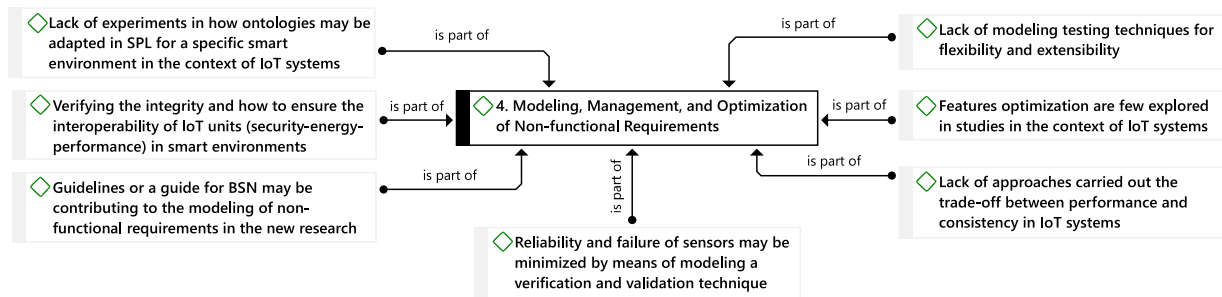 Lack of experiments in how ontologies may be
adapted in SPL for a specific smart
environment in the context of IoT systems
is part of
Verifying the integrity and how to ensure the
interoperability of IoT units (security-energy-
performance) in smart environments
is part of
Guidelines or a guide for BSN may be
contributing to the modeling of non-
functional requirements in the new research
is part of
4. Modeling, Management, and Optimization
of Non-functional Requirements
is part of
Reliability and failure of sensors may be
minimized by means of modeling a
verification and validation technique
is part of
Lack of modeling testing techniques for
flexibility and extensibility
is part of
Features optimization are few explored
in studies in the context of IoT systems
is part of
Lack of approaches carried out the
trade-off between performance and
consistency in IoT systems